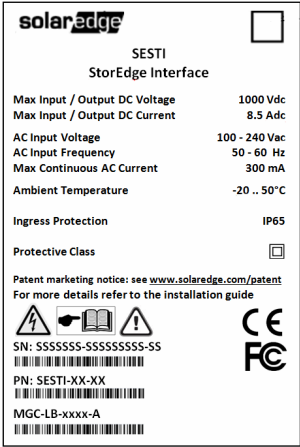 solaredge
SESTI
StorEdge Interface
Max Input / Output DC Voltage 1000 Vdc
Max Input / Output DC Current 8.5 Adc
AC Input Voltage 100 - 240 Vac
AC Input Frequency 50 - 60 Hz
Max Continuous AC Current 300 mA
Ambient Temperature -20 .. 50°C
Ingress Protection IP65
Protective Class
Patent marketing notice: see www.solaredge.com/patent
For more details refer to the installation guide
CE
SN: SSSSSSS-SSSSSSSSS-SS
FC
PN: SESTI-XX-XX
MGC-LB-xxxx-A